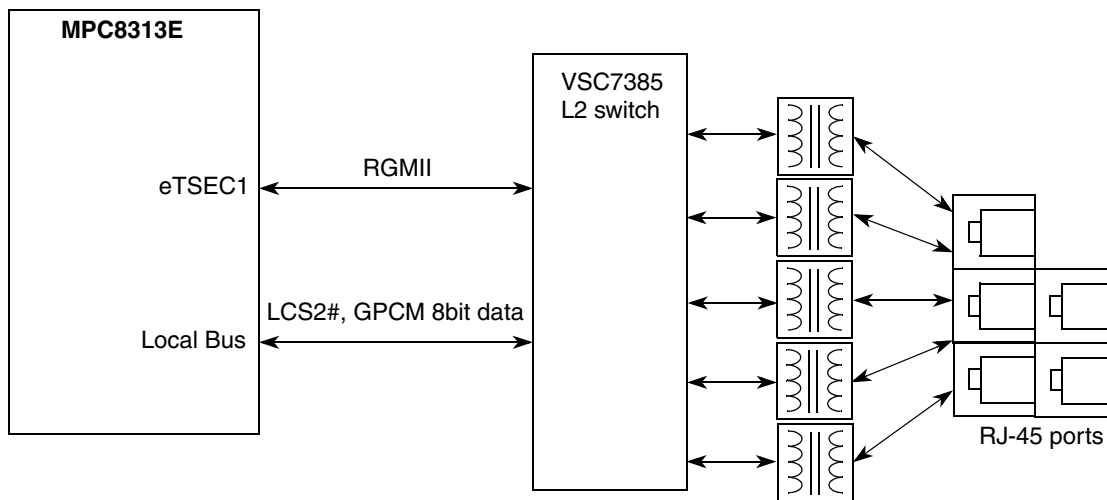 MPC8313E
VSC7385
L2 switch
RGMII
eTSEC1
LCS2#, GPCM 8bit data
Local Bus
RJ-45 ports